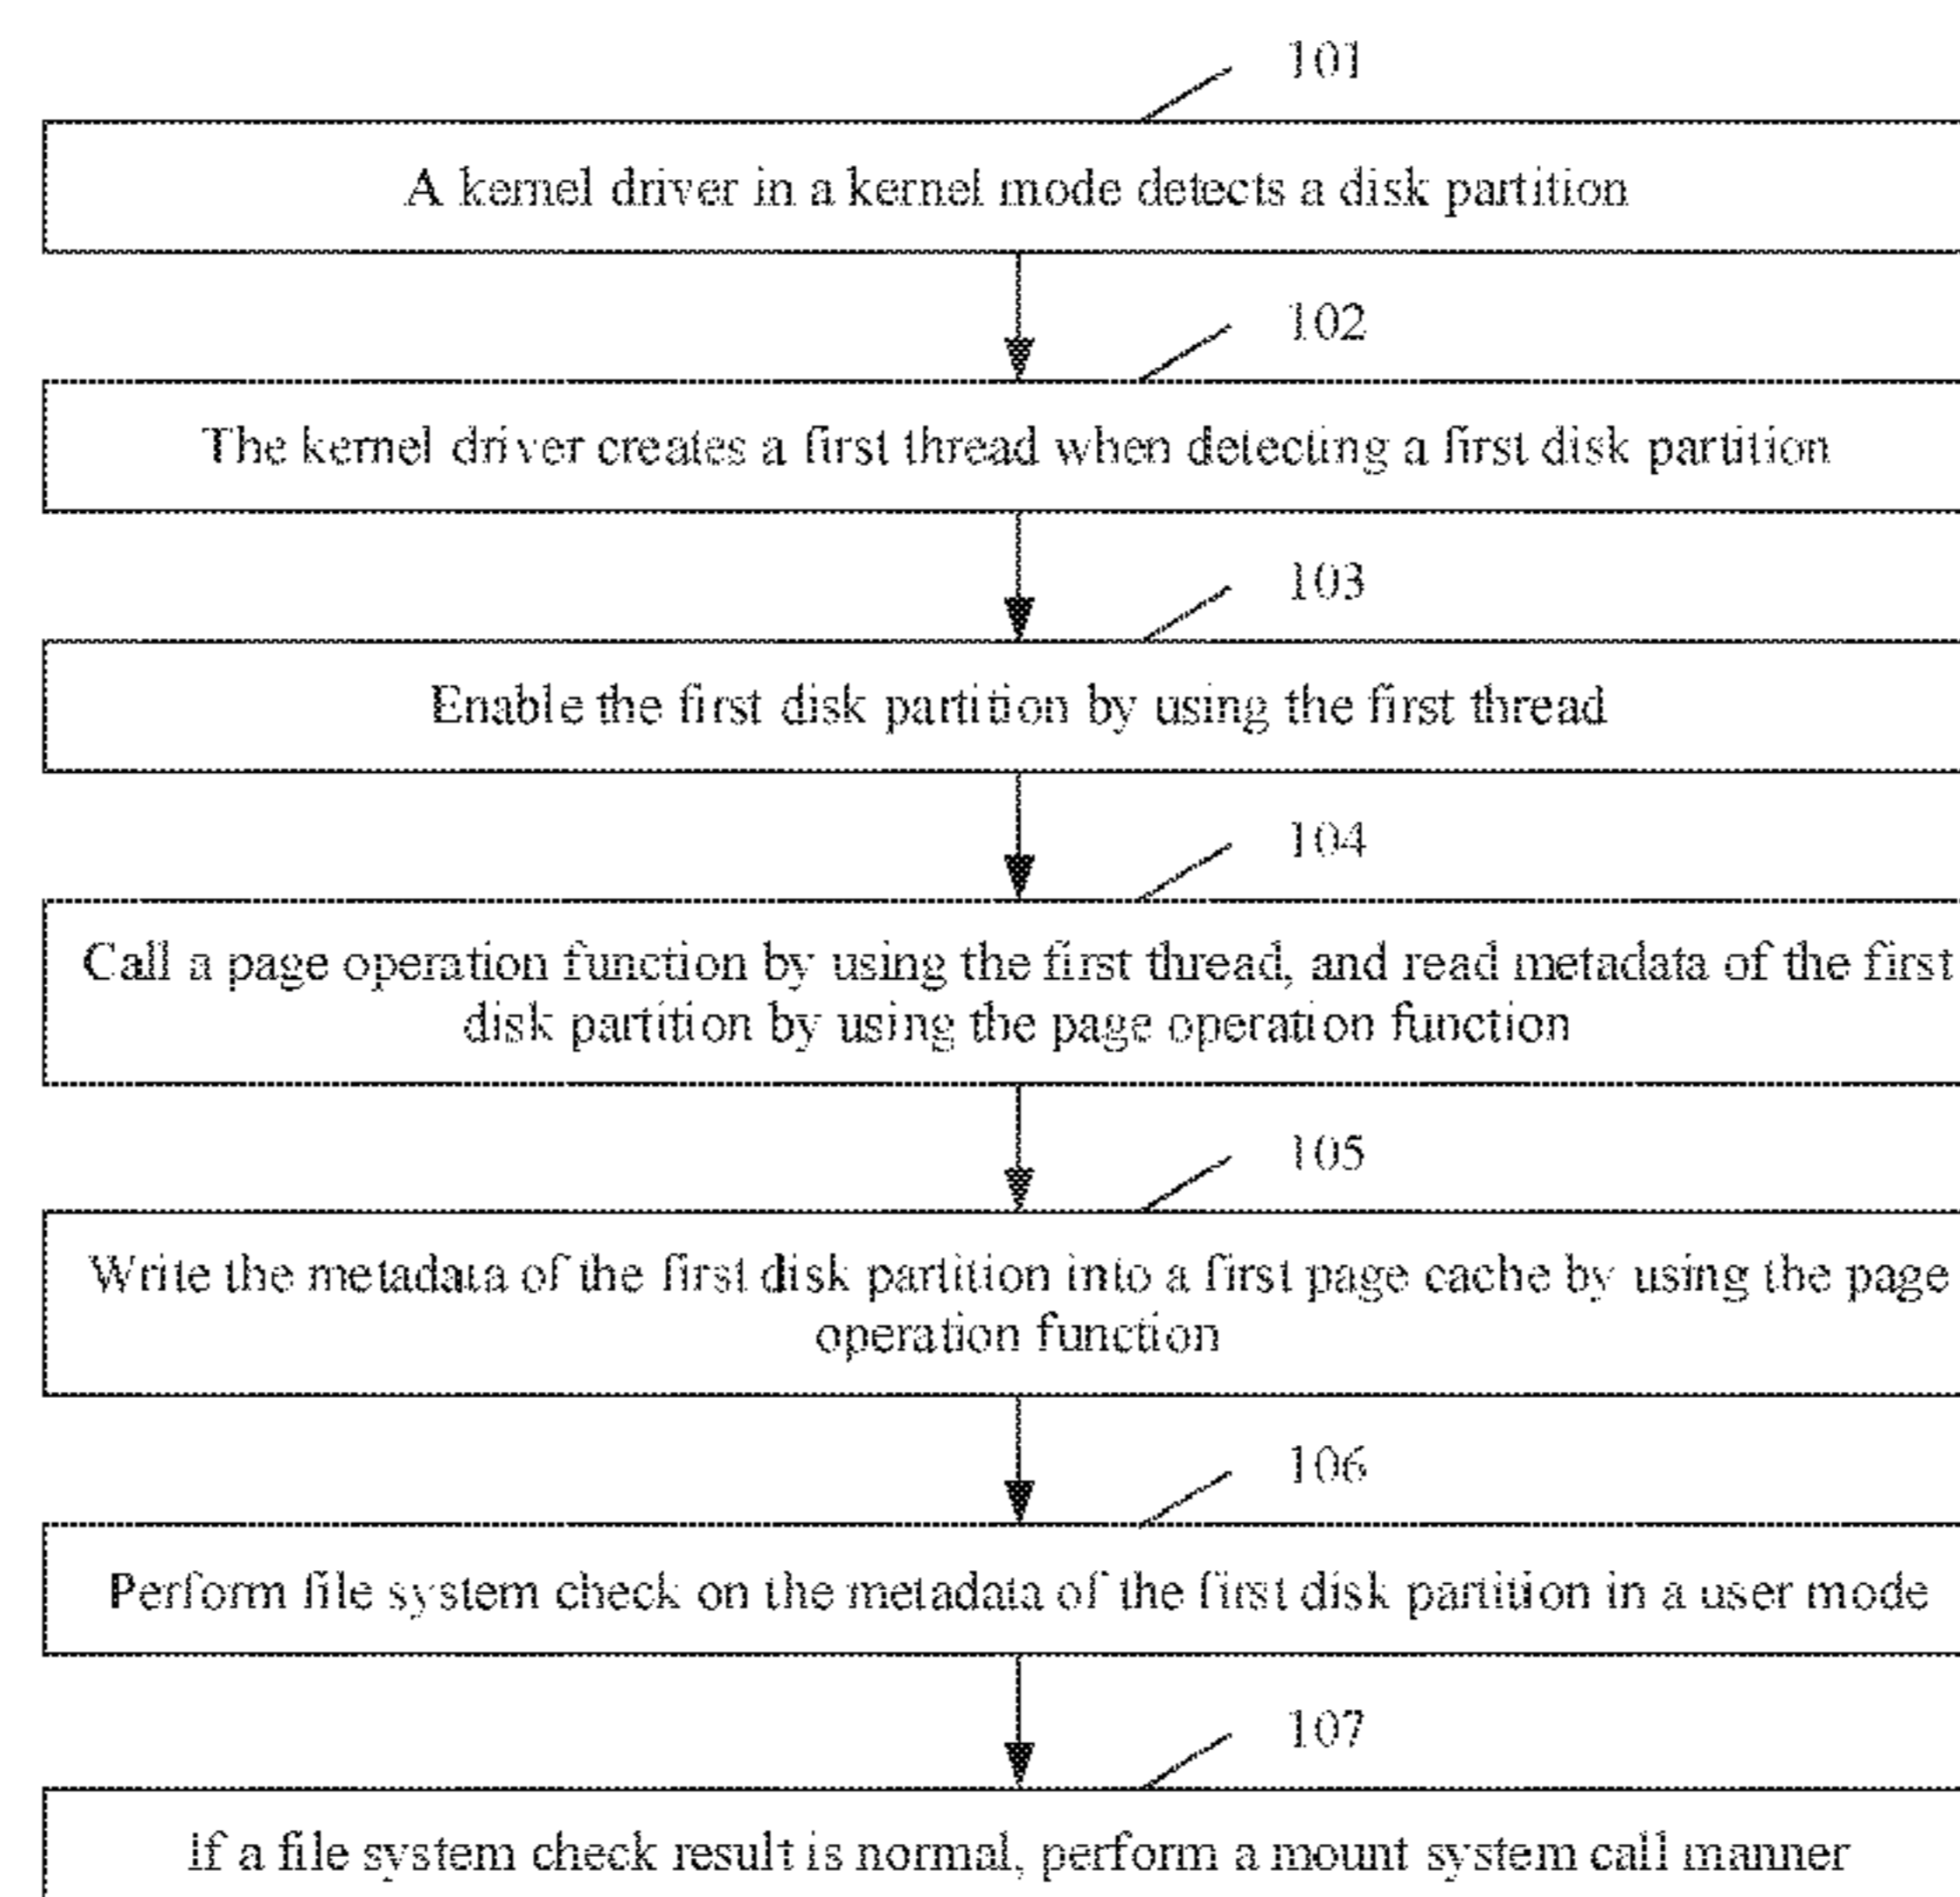 101
A kernel driver in a kernel mode detects a disk partition
102
The kernel driver creates a first thread when detecting a first disk partition
103
Enable the first disk partition by using the first thread
104
Call a page operation function by using the first thread, and read metadata of the first
disk partition by using the page operation function
105
Write the metadata of the first disk partition into a first page cache by using the page
operation function
106
Perform file system check on the metadata of the first disk partition in a user mode
107
If a file system check result is normal, perform a mount system call manner